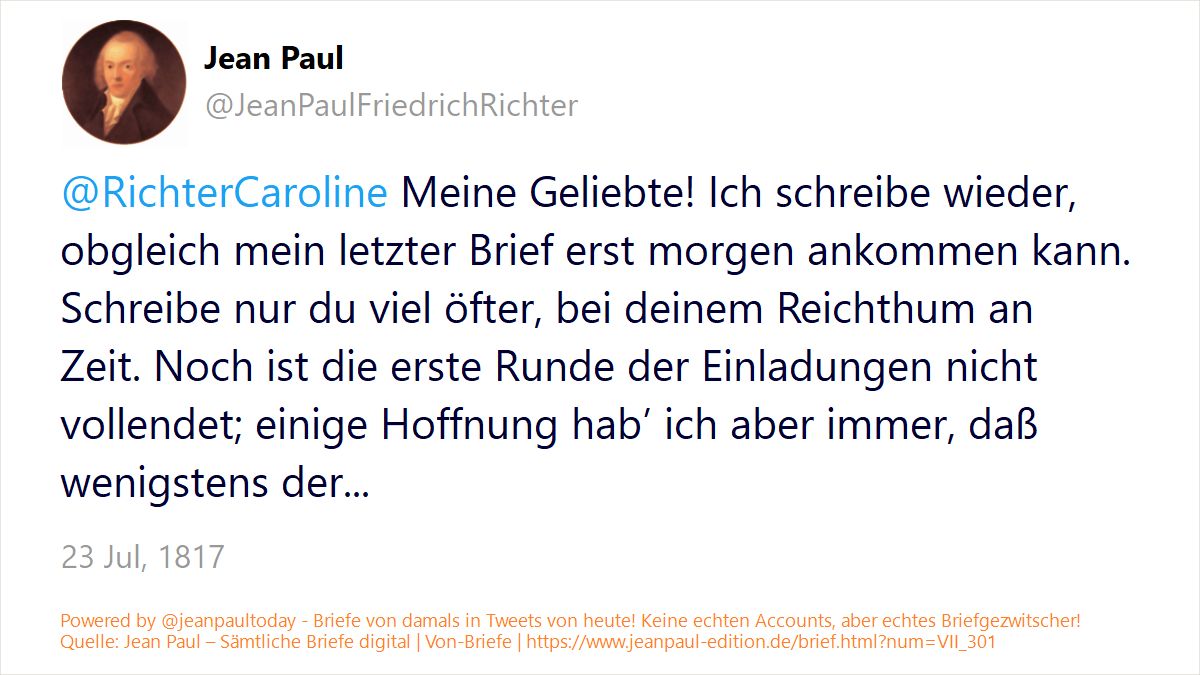 Jean Paul
@JeanPaulFriedrichRichter
@RichterCaroline Meine Geliebte! Ich schreibe wieder,
obgleich mein letzter Brief erst morgen ankommen kann.
Schreibe nur du viel öfter, bei deinem Reichthum an
Zeit. Noch ist die erste Runde der Einladungen nicht
vollendet; einige Hoffnung hab’ ich aber immer, daß
wenigstens der...
23 Jul, 1817
Powered by @jeanpaultoday - Briefe von damals in Tweets von heute! Keine echten Accounts, aber echtes Briefgezwitscher!
Quelle: Jean Paul – Sämtliche Briefe digital | Von-Briefe | https://www.jeanpaul-edition.de/brief.html?num=VII_301